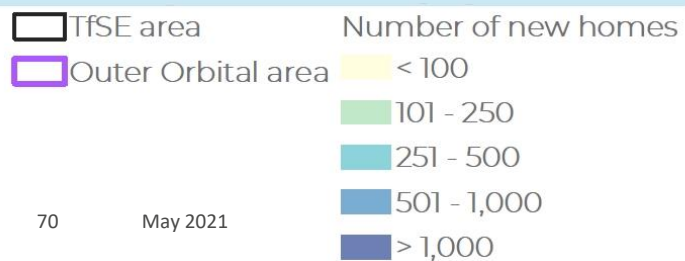 TfSE area
Outer Orbital area
Number of new homes
< 100
101 - 250
251 - 500
501 - 1,000
> 1,000
70 May 2021